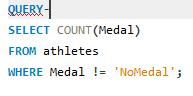 QUERY-
SELECT COUNT(Medal)
FROM athletes
WHERE Medal != 'NoMedal';